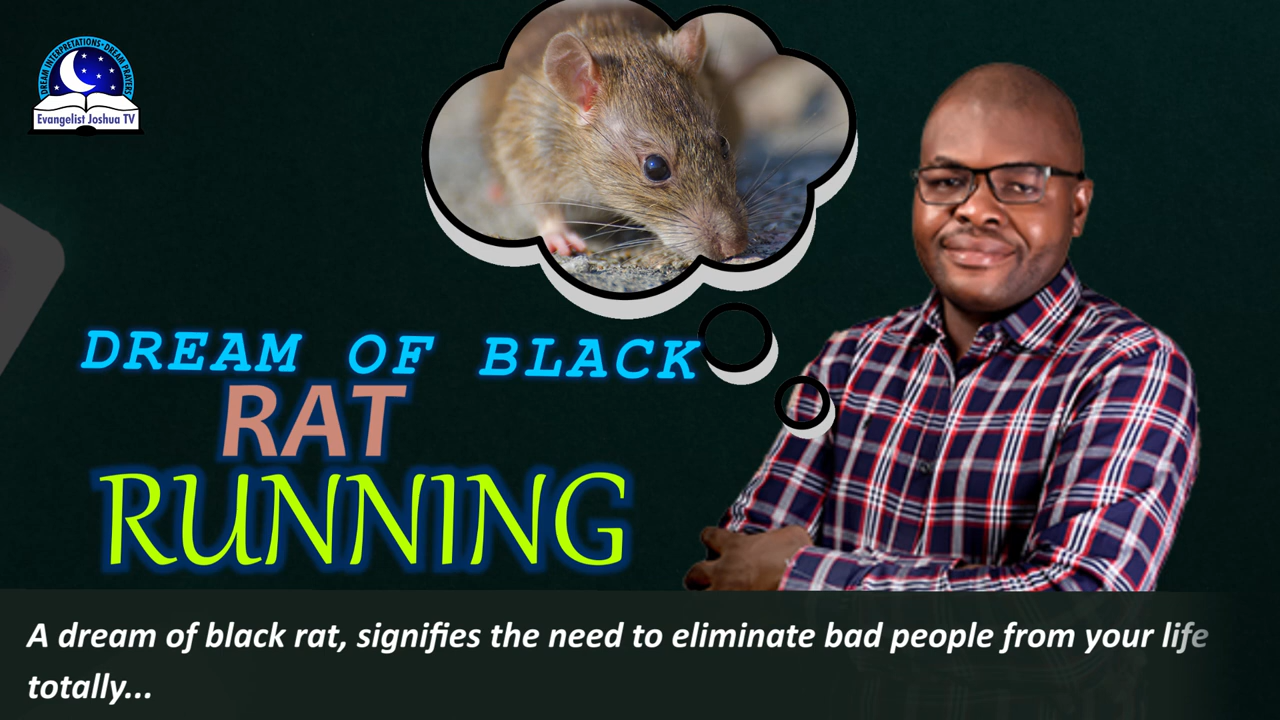 DREAM INTERPRETATIONS-DREAM PRAYERS
Evangelist Joshua TV
DREAM OF BLACK
RAT
RUNNING
A dream of black rat, signifies the need to eliminate bad people from your life
totally...